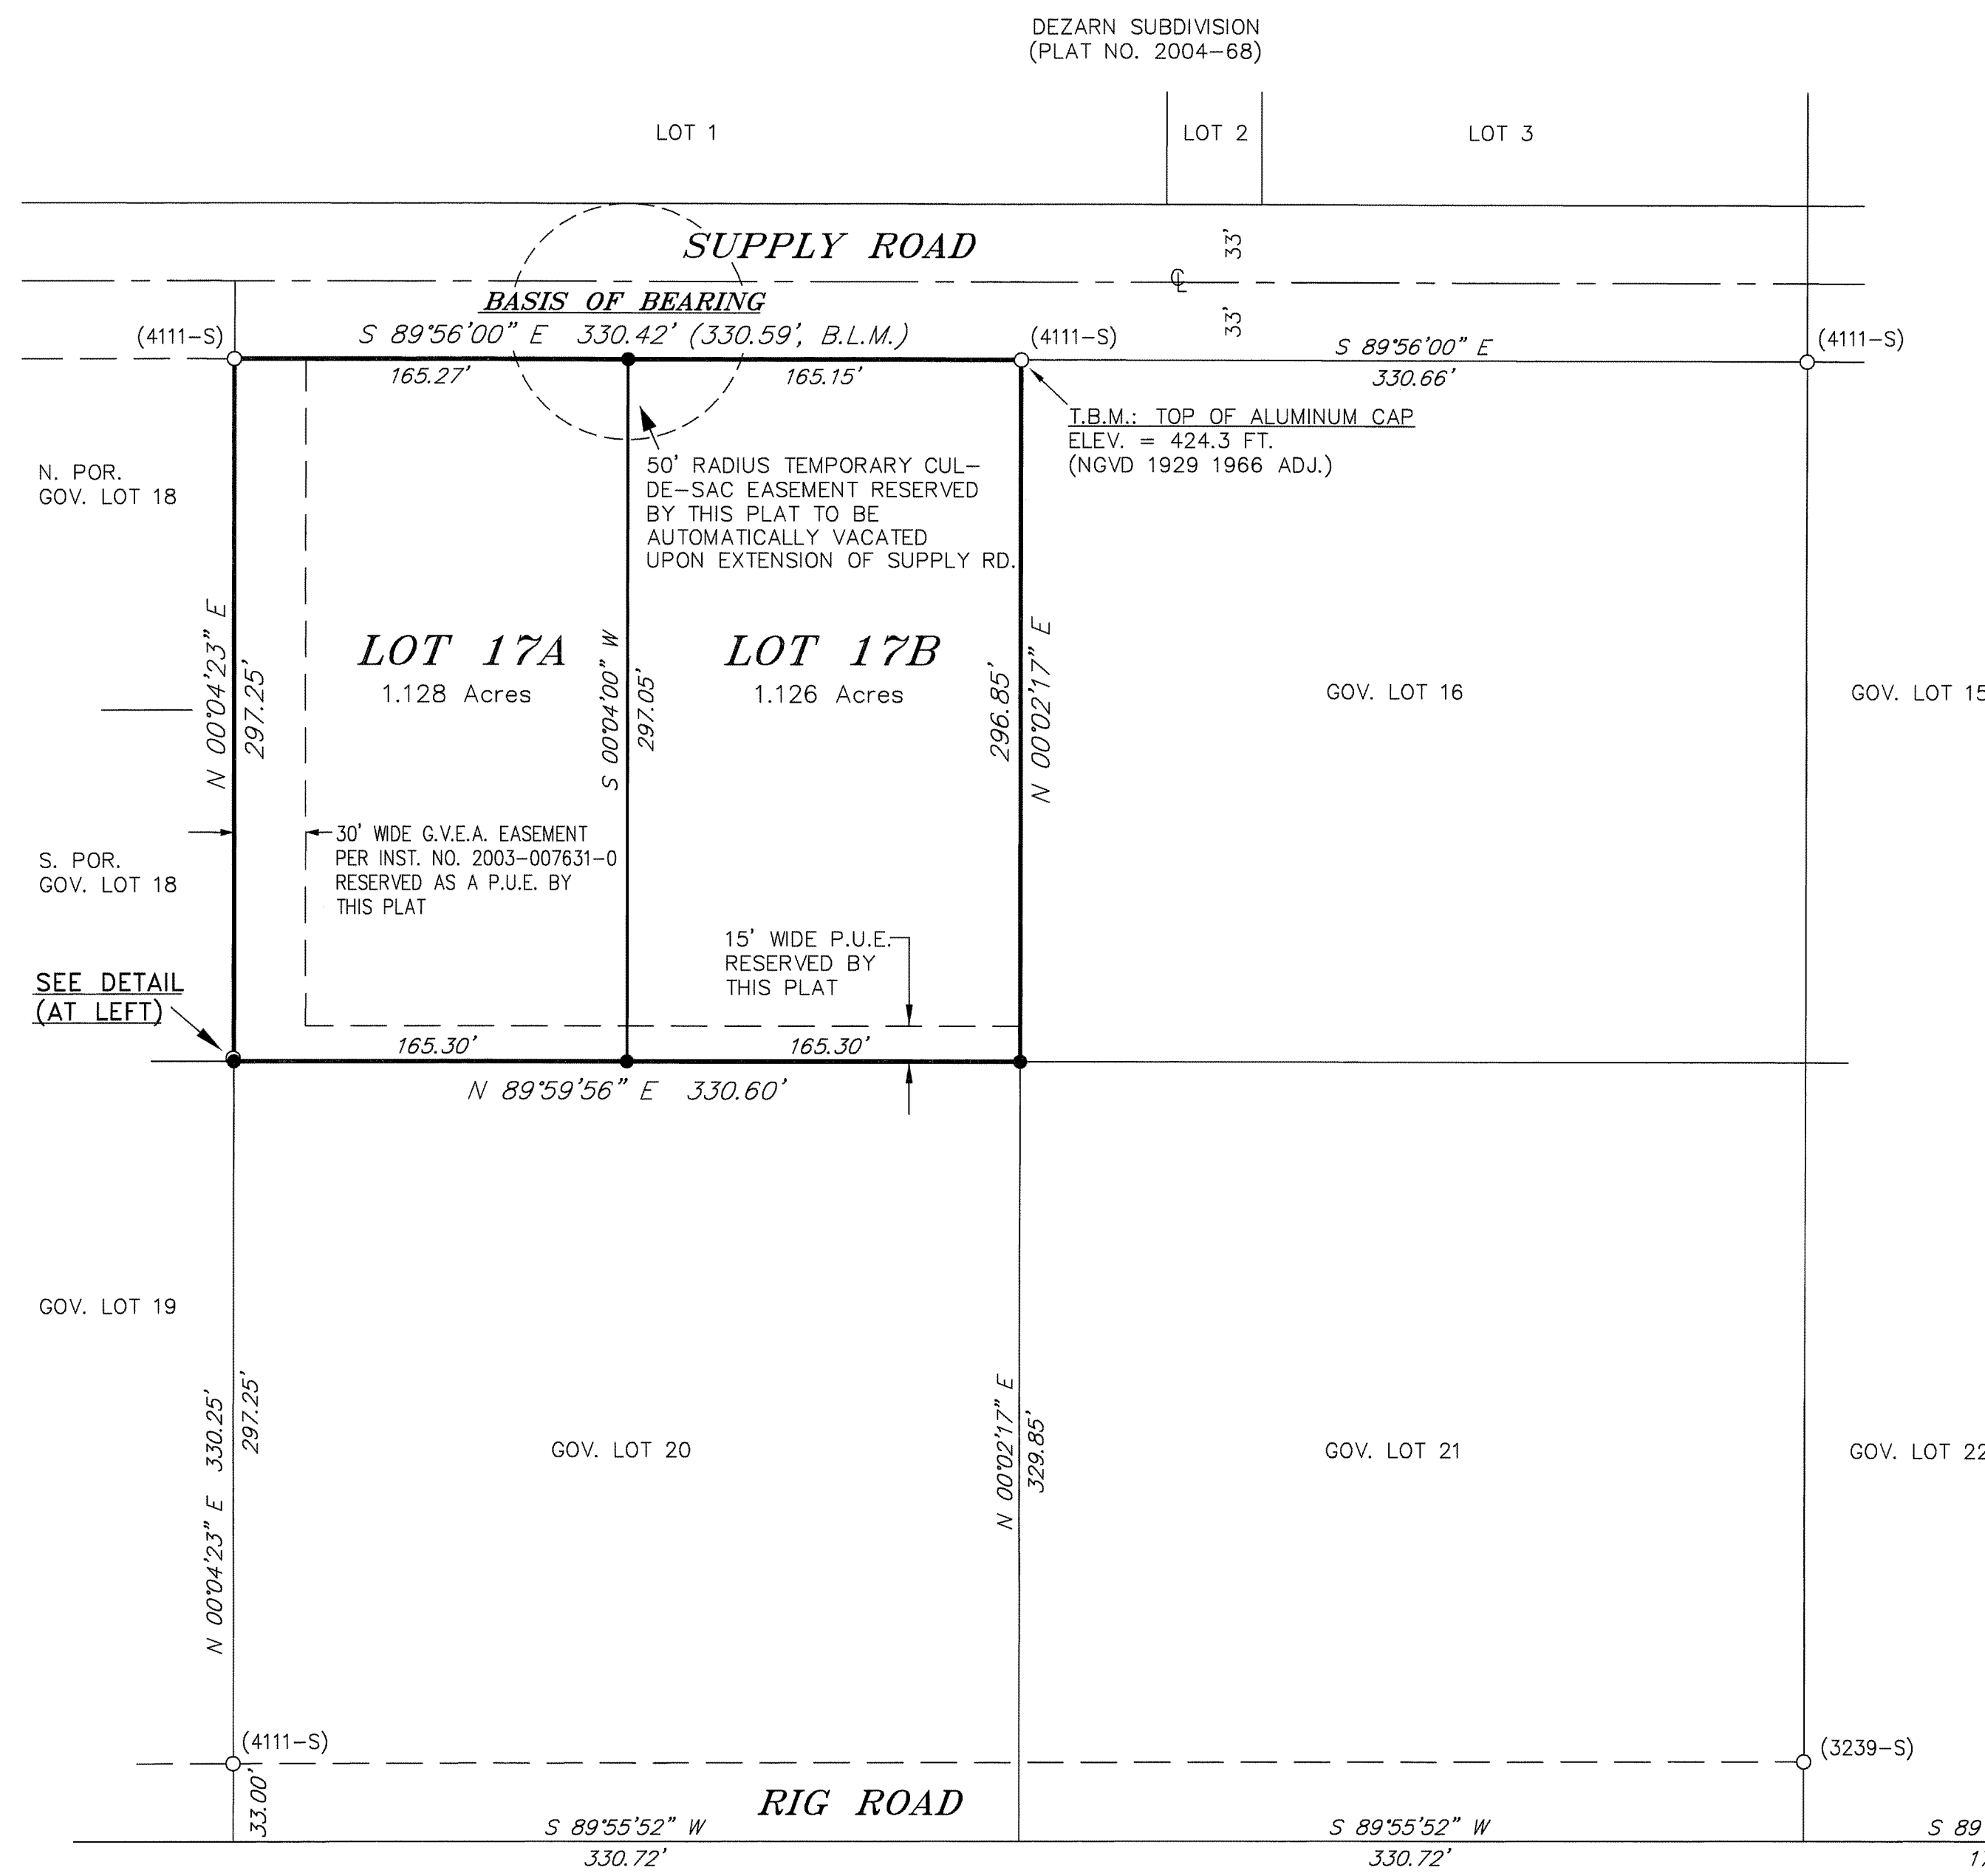 DEZARN SUBDIVISION
(PLAT NO. 2004-68)
LOT 1
LOT 2
LOT 3
SUPPLY ROAD
33'
33'
BASIS OF BEARING
S 89°56'00" E 330.42' (330.59', B.L.M.)
(4111-S)
(4111-S)
(4111-S)
165.27'
165.15'
S 89°56'00" E
330.66'
T.B.M.: TOP OF ALUMINUM CAP
ELEV. = 424.3 FT.
(NGVD 1929 1966 ADJ.)
N. POR.
GOV. LOT 18
50' RADIUS TEMPORARY CUL-
DE-SAC EASEMENT RESERVED
BY THIS PLAT TO BE
AUTOMATICALLY VACATED
UPON EXTENSION OF SUPPLY RD.
N 00°04'23" E
297.25'
LOT 17A
1.128 Acres
S 00°04'00" W
297.05'
LOT 17B
1.126 Acres
296.85'
N 00°02'17" E
GOV. LOT 16
GOV. LOT 15
30' WIDE G.V.E.A. EASEMENT
PER INST. NO. 2003-007631-0
RESERVED AS A P.U.E. BY
THIS PLAT
S. POR.
GOV. LOT 18
15' WIDE P.U.E.
RESERVED BY
THIS PLAT
SEE DETAIL
(AT LEFT)
165.30'
165.30'
N 89°59'56" E 330.60'
GOV. LOT 19
N 00°04'23" E 330.25'
297.25'
GOV. LOT 20
N 00°02'17" E
329.85'
GOV. LOT 21
GOV. LOT 22
(4111-S)
(3239-S)
33.00'
RIG ROAD
S 89°55'52" W
330.72'
S 89°55'52" W
330.72'
S 89